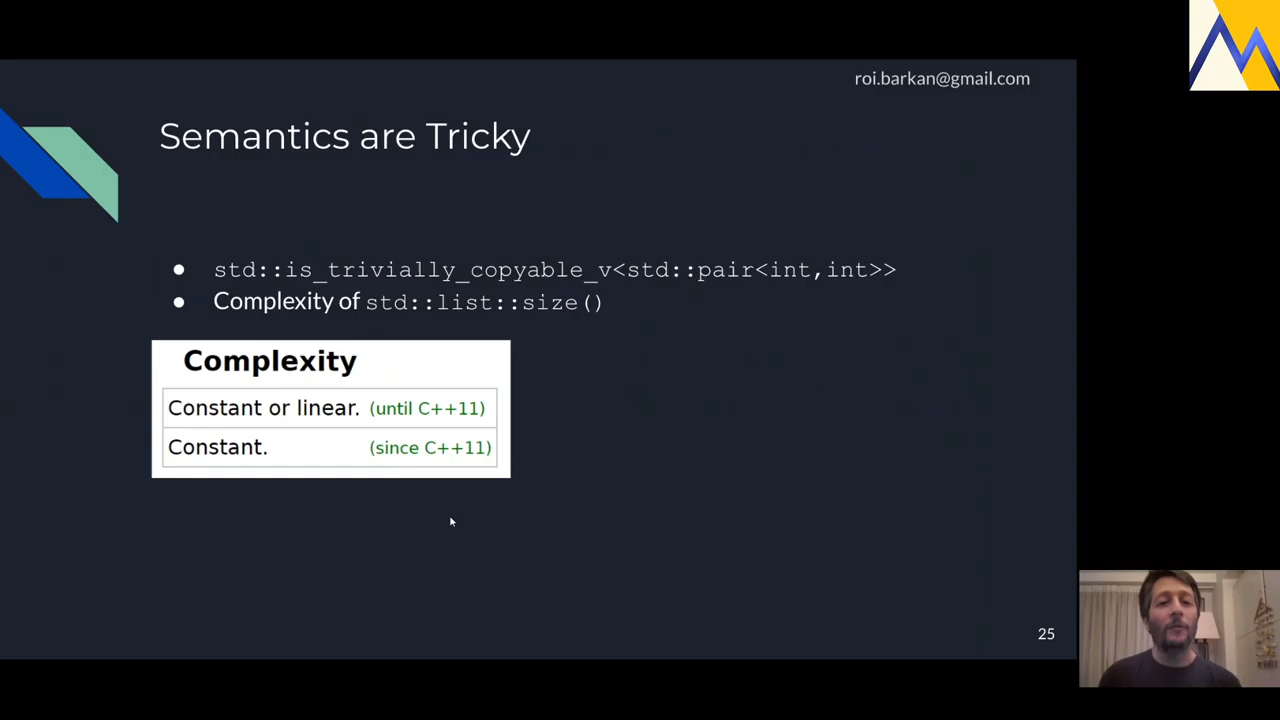 roi.barkan@gmail.com
Semantics are Tricky
● std::is_trivially_copyable_v<std::pair<int,int>>
● Complexity of std::list::size()
Complexity
Constant or linear. (until C++11)
Constant. (since C++11)
25